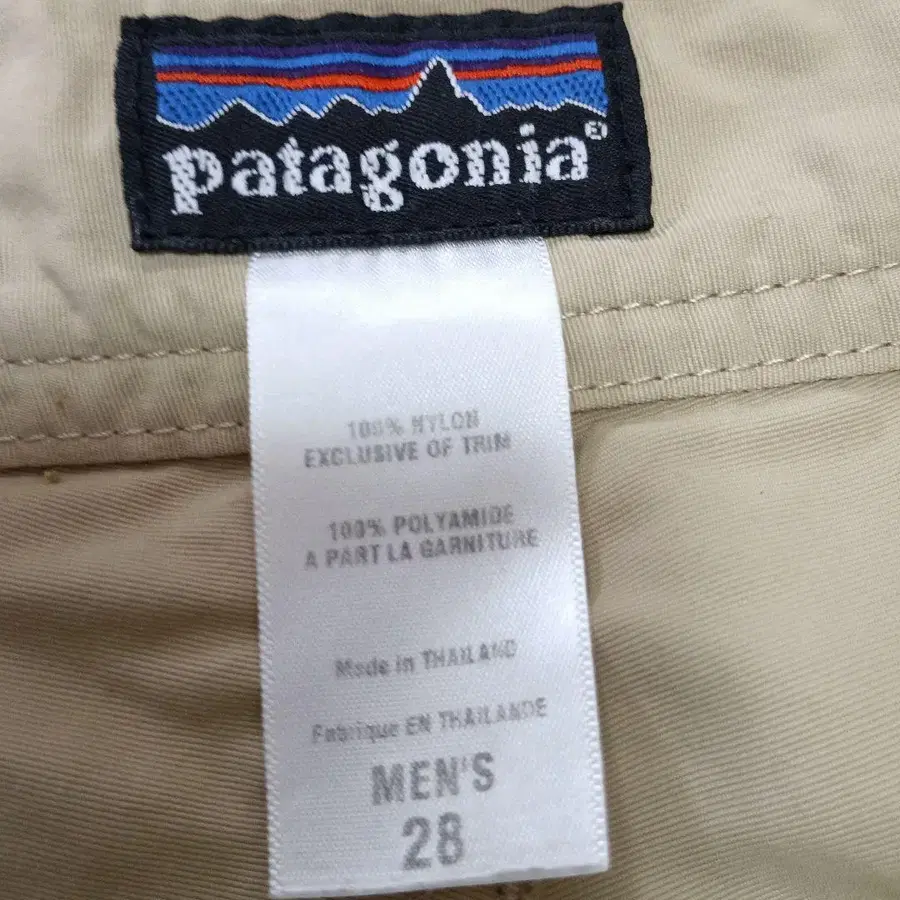 patagonia®
100% NYLON
EXCLUSIVE OF TRIM
100% POLYAMIDE
A PART LA GARNITURE
Made in THAILAND
Fabrique EN THAILANDE
MEN'S
28